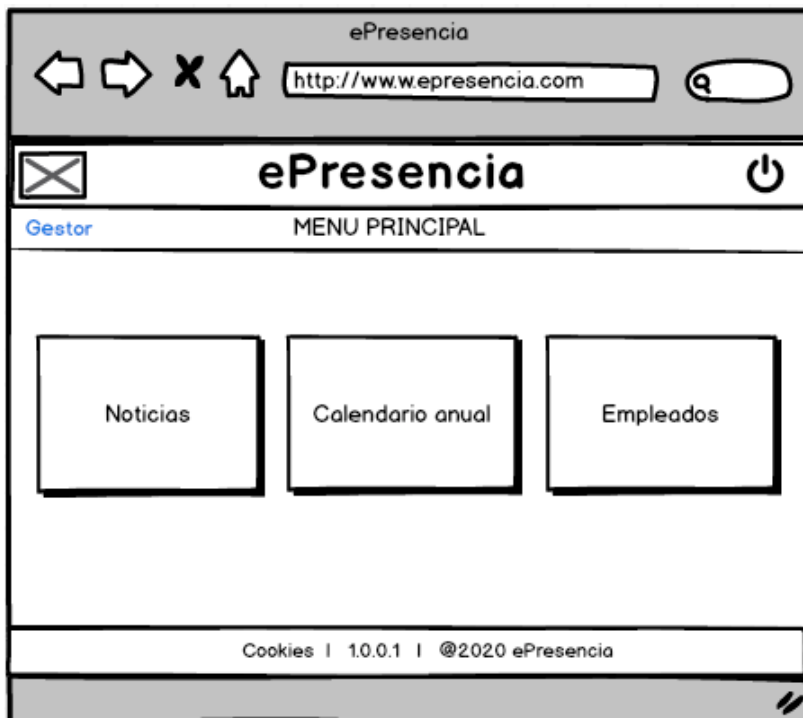 ePresencia
http://www.epresencia.com
ePresencia
Gestor MENU PRINCIPAL
Noticias Calendario anual Empleados
Cookies | 1.0.0.1 | @2020 ePresencia